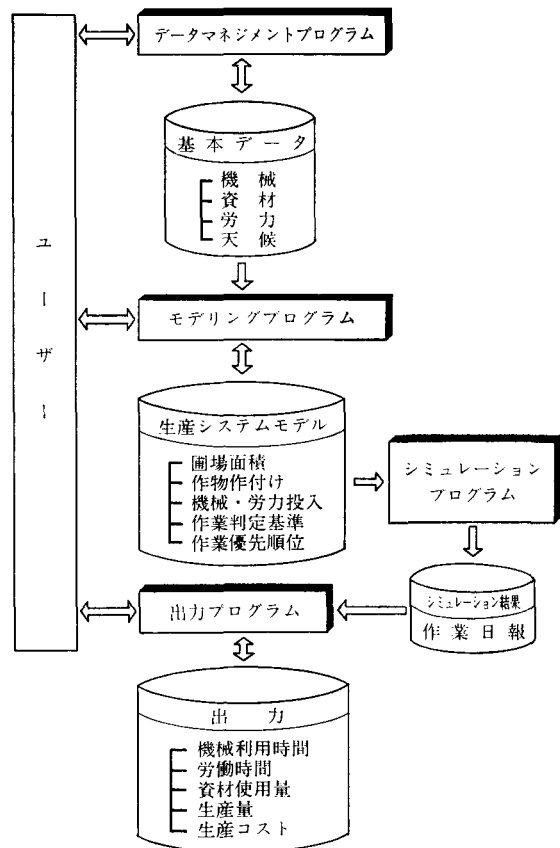 データマネジメントプログラム
基本データ
機械
資材
労力
天候
ユーザー
モデリングプログラム
生産システムモデル
圃場面積
作物作付け
機械・労力投入
作業判定基準
作業優先順位
シミュレーション
プログラム
シミュレーション結果
作業日報
出力プログラム
出力
機械利用時間
労働時間
資材使用量
生産量
生産コスト